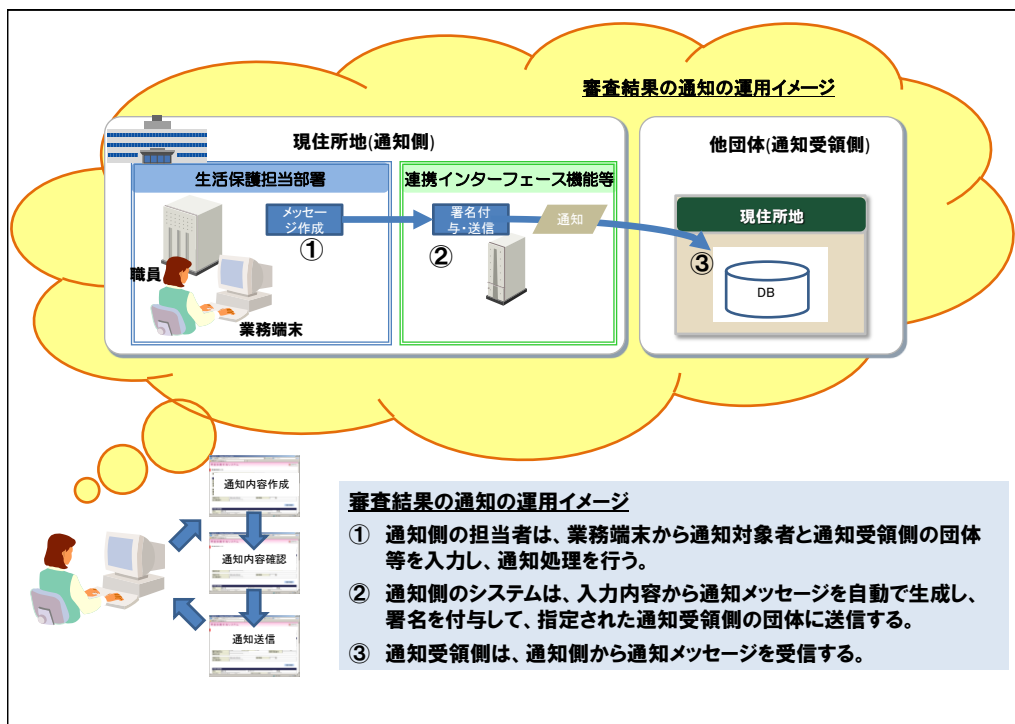 審査結果の通知の運用イメージ
現住所地(通知側)
他団体(通知受領側)
生活保護担当部署
連携インターフェース機能等
メッセー
ジ作成
①
署名付
与・送信
②
通知
現住所地
③
DB
職員
業務端末
通知内容作成
通知内容確認
通知送信
審査結果の通知の運用イメージ
① 通知側の担当者は、業務端末から通知対象者と通知受領側の団体
等を入力し、通知処理を行う。
② 通知側のシステムは、入力内容から通知メッセージを自動で生成し、
署名を付与して、指定された通知受領側の団体に送信する。
③ 通知受領側は、通知側から通知メッセージを受信する。